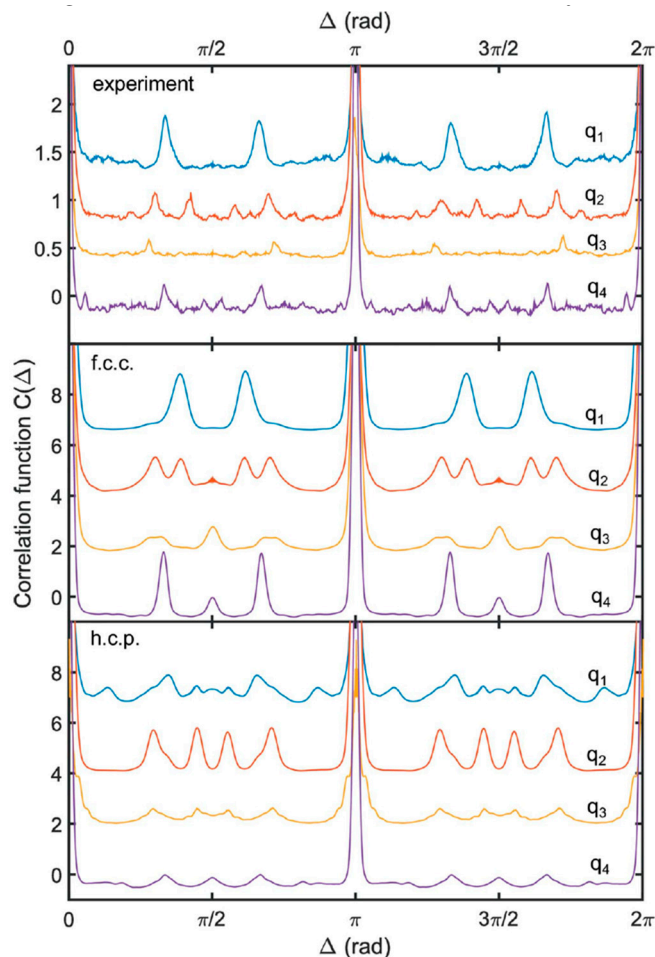 Δ (rad)
0 π/2 π 3π/2 2π
experiment
2
1.5
1
0.5
0
q₁
q₂
q₃
q₄
Correlation function C(Δ)
f.c.c.
8
6
4
2
0
q₁
q₂
q₃
q₄
h.c.p.
8
6
4
2
0
q₁
q₂
q₃
q₄
0 π/2 π 3π/2 2π
Δ (rad)